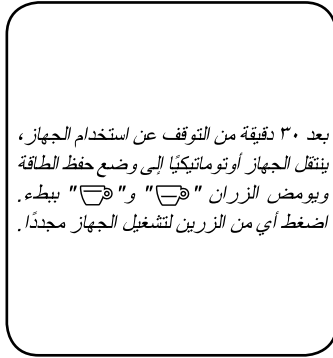 بعد ٣٠ دقيقة من التوقف عن استخدام الجهاز،
ينتقل الجهاز أوتوماتيكيًا إلى وضع حفظ الطاقة
ويومض الزران "" و"" ببطء.
اضغط أي من الزرين لتشغيل الجهاز مجددًا.